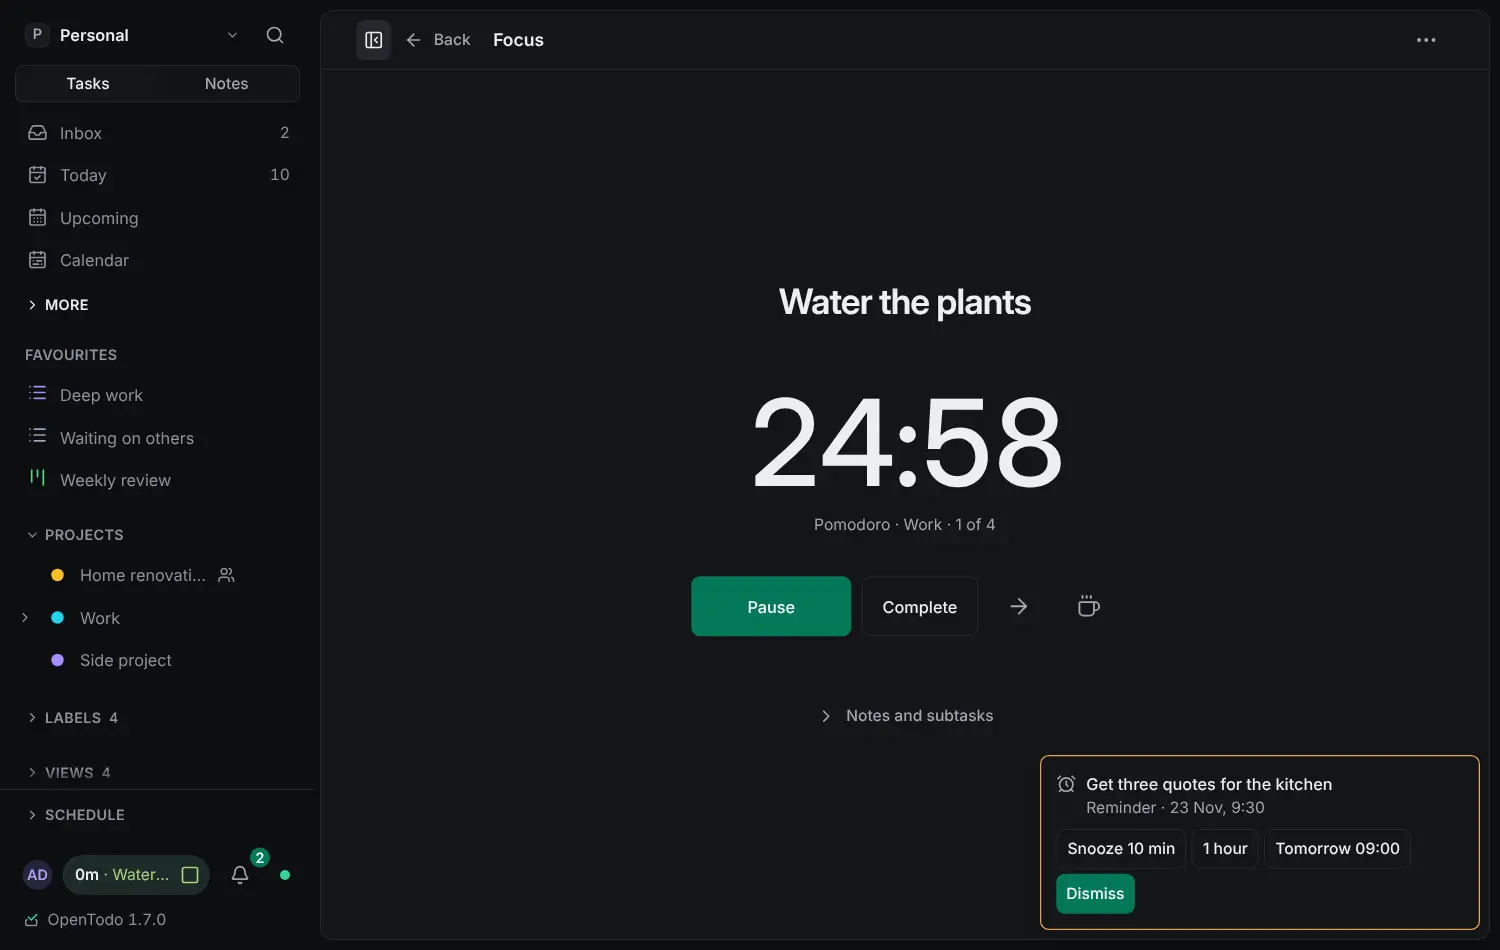 P Personal
Tasks Notes
Inbox 2
Today 10
Upcoming
Calendar
MORE
FAVOURITES
Deep work
Waiting on others
Weekly review
PROJECTS
Home renovati...
Work
Side project
LABELS 4
VIEWS 4
SCHEDULE
AD 0m · Water... 2
OpenTodo 1.7.0
Back Focus
Water the plants
24:58
Pomodoro · Work · 1 of 4
Pause Complete
Notes and subtasks
Get three quotes for the kitchen
Reminder · 23 Nov, 9:30
Snooze 10 min 1 hour Tomorrow 09:00
Dismiss